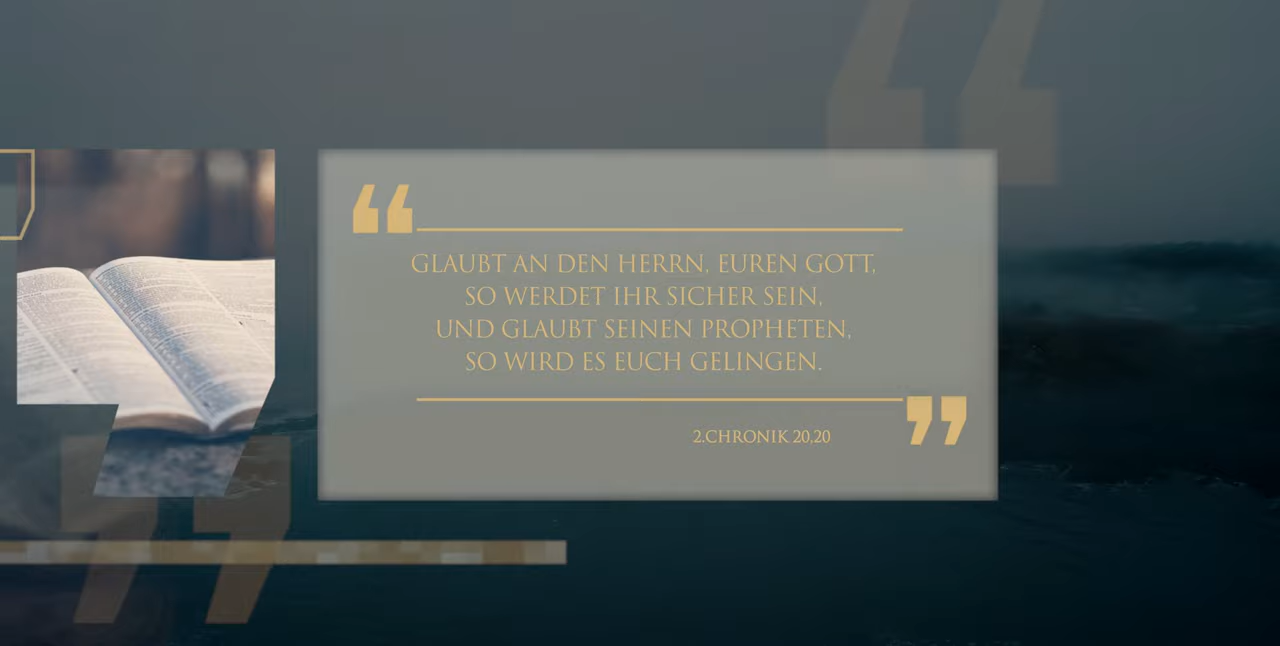 GLAUBT AN DEN HERRN, EUREN GOTT,
SO WERDET IHR SICHER SEIN,
UND GLAUBT SEINEN PROPHETEN,
SO WIRD ES EUCH GELINGEN.
2.CHRONIK 20,20